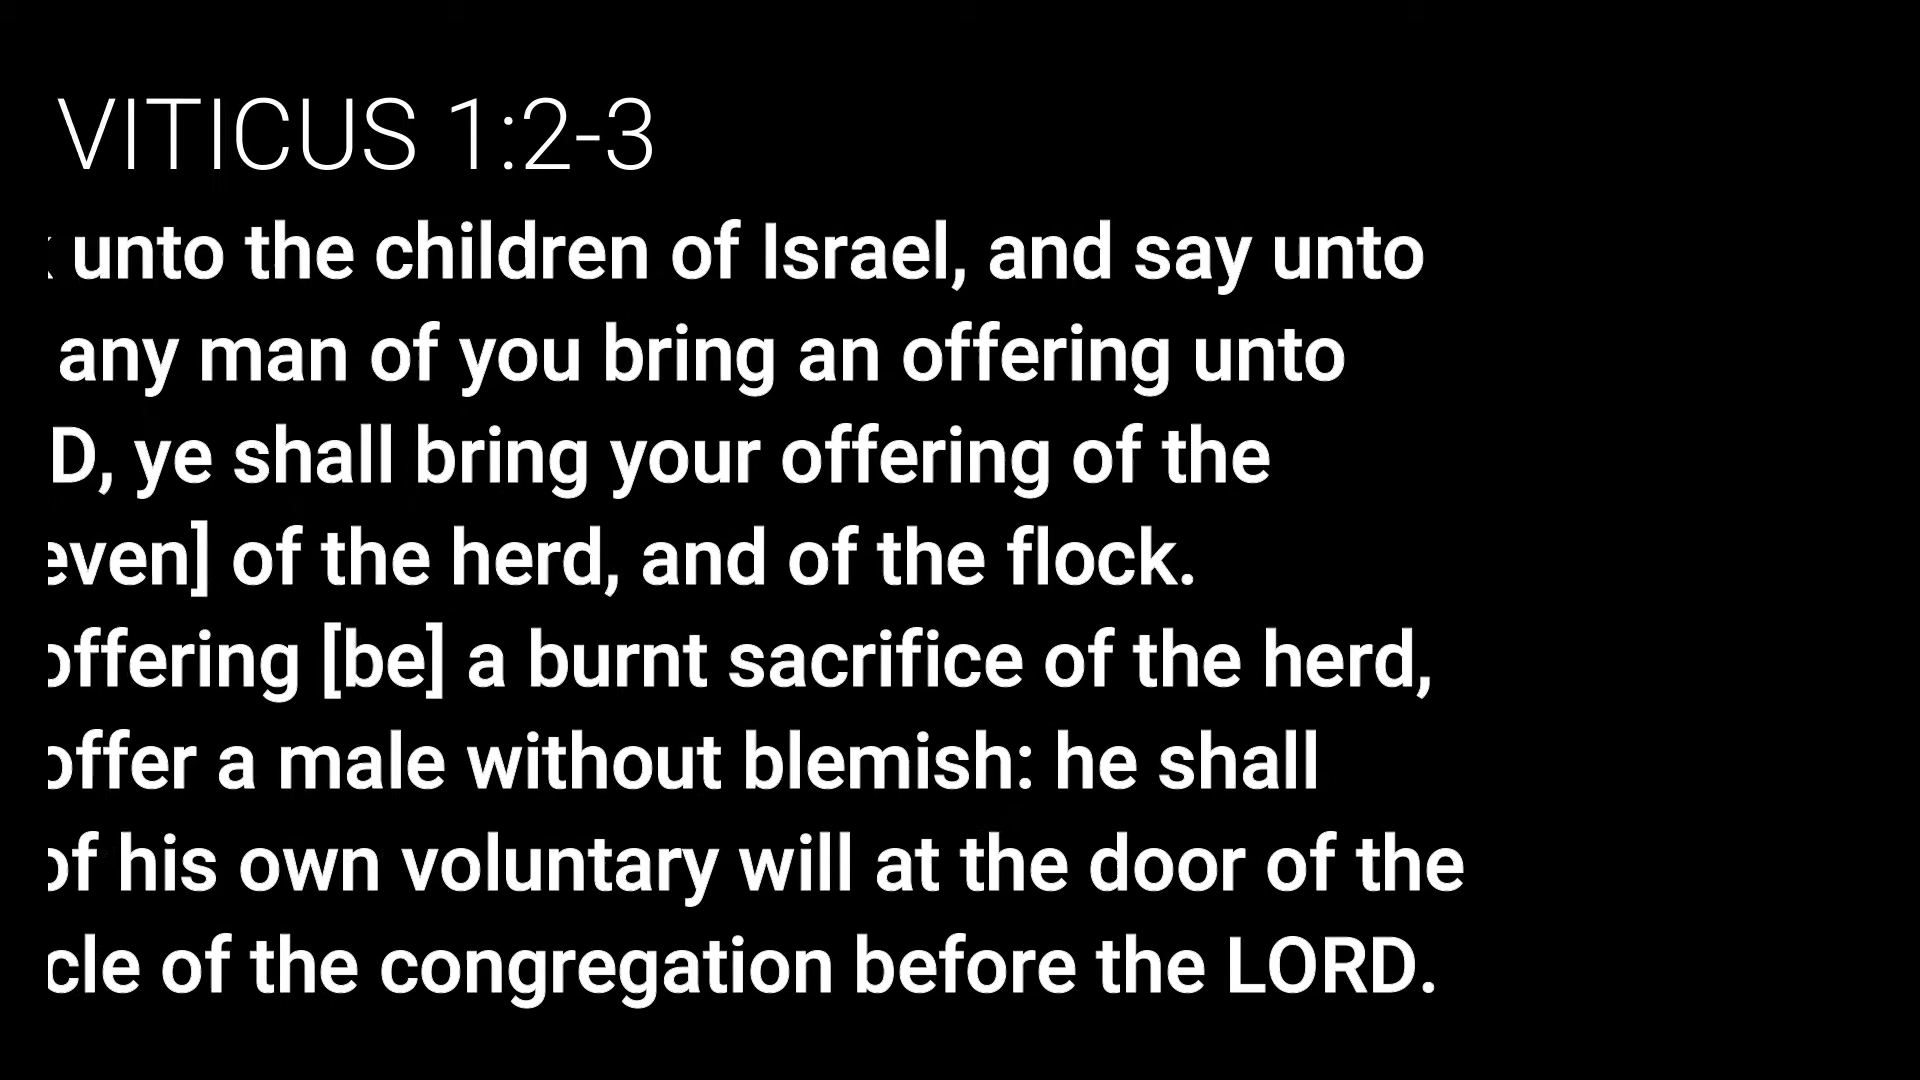 VITICUS 1:2-3
unto the children of Israel, and say unto
any man of you bring an offering unto
D, ye shall bring your offering of the
even] of the herd, and of the flock.
offering [be] a burnt sacrifice of the herd,
offer a male without blemish: he shall
of his own voluntary will at the door of the
cle of the congregation before the LORD.